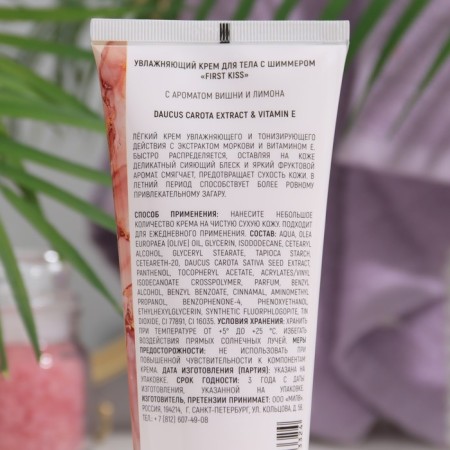 УВЛАЖНЯЮЩИЙ КРЕМ ДЛЯ ТЕЛА С ШИММЕРОМ
«FIRST KISS»
С АРОМАТОМ ВИШНИ И ЛИМОНА
DAUCUS CAROTA EXTRACT & VITAMIN E
ЛЁГКИЙ КРЕМ УВЛАЖНЯЮЩЕГО И ТОНИЗИРУЮЩЕГО
ДЕЙСТВИЯ С ЭКСТРАКТОМ МОРКОВИ И ВИТАМИНОМ Е,
БЫСТРО РАСПРЕДЕЛЯЕТСЯ, ОСТАВЛЯЯ НА КОЖЕ
ДЕЛИКАТНЫЙ СИЯЮЩИЙ БЛЕСК И ЯРКИЙ ФРУКТОВОЙ
АРОМАТ. СМЯГЧАЕТ, ПРЕДОТВРАЩАЕТ СУХОСТЬ КОЖИ. В
ЛЕТНИЙ ПЕРИОД СПОСОБСТВУЕТ БОЛЕЕ РОВНОМУ
ПРИВЛЕКАТЕЛЬНОМУ ЗАГАРУ.
СПОСОБ ПРИМЕНЕНИЯ: НАНЕСИТЕ НЕБОЛЬШОЕ
КОЛИЧЕСТВО КРЕМА НА ЧИСТУЮ СУХУЮ КОЖУ. ПОДХОДИТ
ДЛЯ ЕЖЕДНЕВНОГО ПРИМЕНЕНИЯ. СОСТАВ: AQUA, OLEA
EUROPAEA (OLIVE) OIL, GLYCERIN, ISODODECANE, CETEARYL
ALCOHOL, GLYCERYL STEARATE, TAPIOCA STARCH,
CETEARETH-20, DAUCUS CAROTA SATIVA SEED EXTRACT,
PANTHENOL, TOCOPHERYL ACETATE, ACRYLATES/VINYL
ISODECANOATE CROSSPOLYMER, PARFUM, BENZYL
ALCOHOL, BENZYL BENZOATE, CINNAMAL, AMINOMETHYL
PROPANOL, BENZOPHENONE-4, PHENOXYETHANOL,
ETHYLHEXYLGLYCERIN, SYNTHETIC FLUORPHLOGOPITE, TIN
DIOXIDE, CI 77891, CI 16035. УСЛОВИЯ ХРАНЕНИЯ: ХРАНИТЬ
ПРИ ТЕМПЕРАТУРЕ ОТ +5° ДО +25 °С. ИЗБЕГАТЬ
ВОЗДЕЙСТВИЯ ПРЯМЫХ СОЛНЕЧНЫХ ЛУЧЕЙ. МЕРЫ
ПРЕДОСТОРОЖНОСТИ: НЕ ИСПОЛЬЗОВАТЬ ПРИ
ПОВЫШЕННОЙ ЧУВСТВИТЕЛЬНОСТИ К КОМПОНЕНТАМ
КРЕМА. ДАТА ИЗГОТОВЛЕНИЯ (ПАРТИЯ): УКАЗАНА НА
УПАКОВКЕ. СРОК ГОДНОСТИ: 3 ГОДА С ДАТЫ
ИЗГОТОВЛЕНИЯ, УКАЗАННОЙ НА УПАКОВКЕ.
ИЗГОТОВИТЕЛЬ, ПРЕТЕНЗИИ ПРИНИМАЕТ: ООО «МИЛВ»,
РОССИЯ, 194214, Г. САНКТ-ПЕТЕРБУРГ, УЛ. КОЛЬЦОВА, Д. 56.
ТЕЛ.: +7 (812) 607-49-08